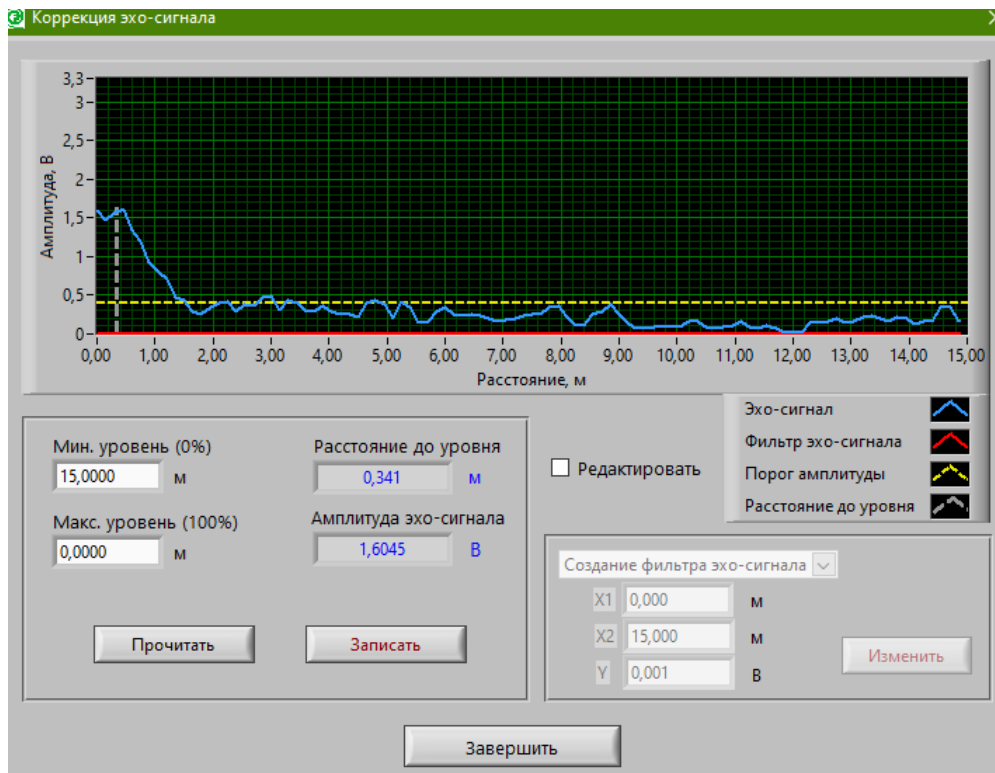 Коррекция эхо-сигнала
3,3
3
2,5
2
1,5
1
0,5
0
Амплитуда, В
0,00 1,00 2,00 3,00 4,00 5,00 6,00 7,00 8,00 9,00 10,00 11,00 12,00 13,00 14,00 15,00
Расстояние, м
Эхо-сигнал
Фильтр эхо-сигнала
Порог амплитуды
Расстояние до уровня
Мин. уровень (0%)
15,0000 м
Расстояние до уровня
0,341 м
Макс. уровень (100%)
0,0000 м
Амплитуда эхо-сигнала
1,6045 В
Прочитать
Записать
Редактировать
Создание фильтра эхо-сигнала
X1 0,000 м
X2 15,000 м
Y 0,001 В
Изменить
Завершить